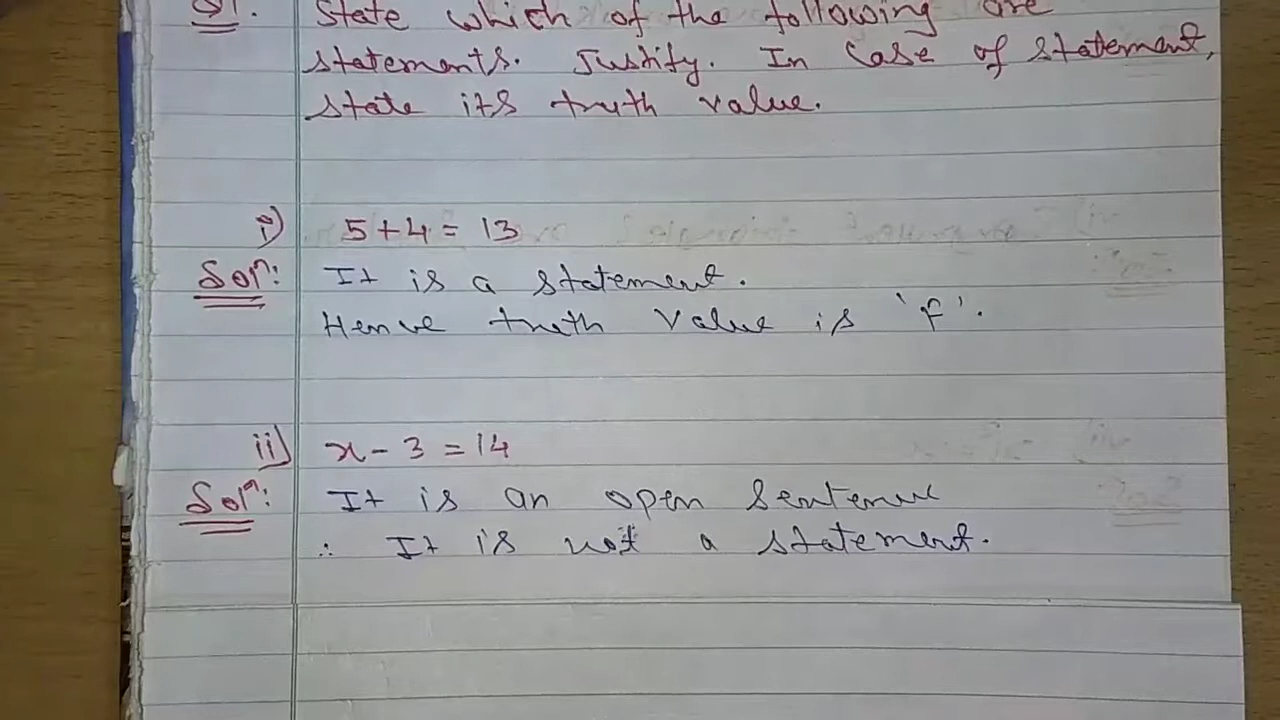 Q1. State which of the following are
statements. Justify. In case of statement,
state its truth value.
i) 5+4 = 13
Solⁿ: It is a statement.
Hence truth value is 'F'.
ii) x - 3 = 14
Solⁿ: It is an open sentence
∴ It is not a statement.